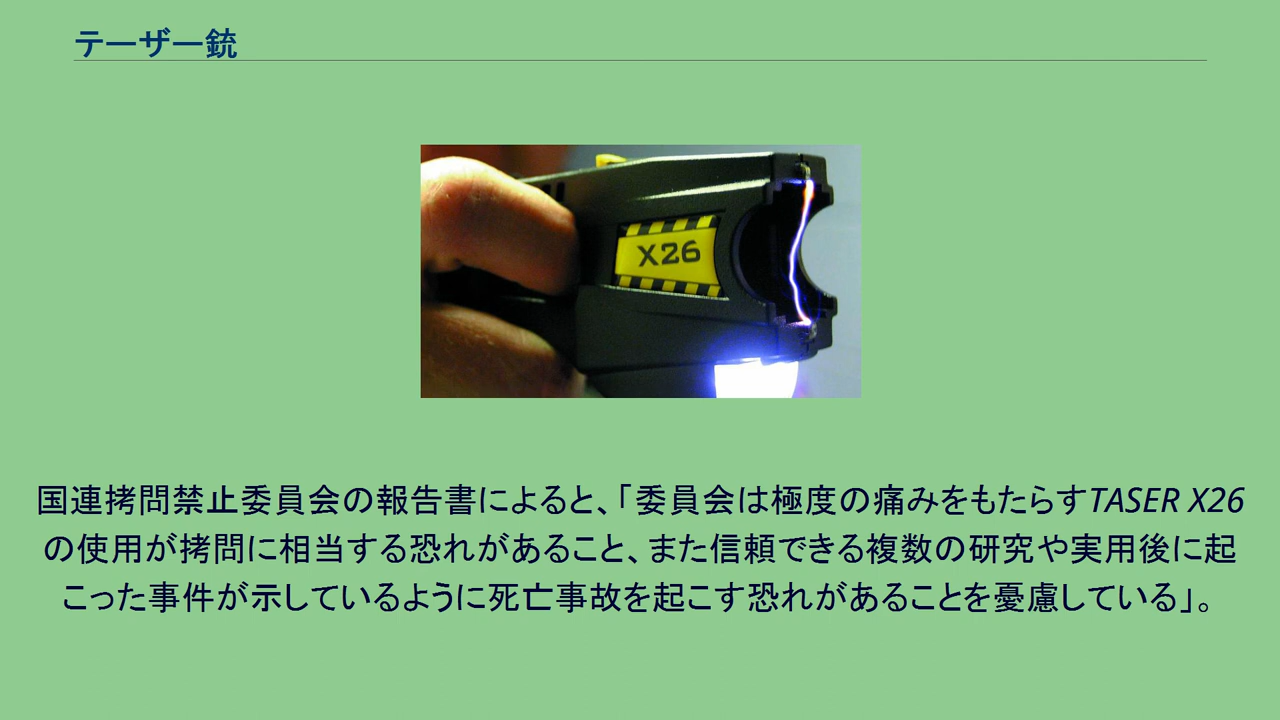 テーザー銃
X26
国連拷問禁止委員会の報告書によると、「委員会は極度の痛みをもたらすTASER X26
の使用が拷問に相当する恐れがあること、また信頼できる複数の研究や実用後に起
こった事件が示しているように死亡事故を起こす恐れがあることを憂慮している」。